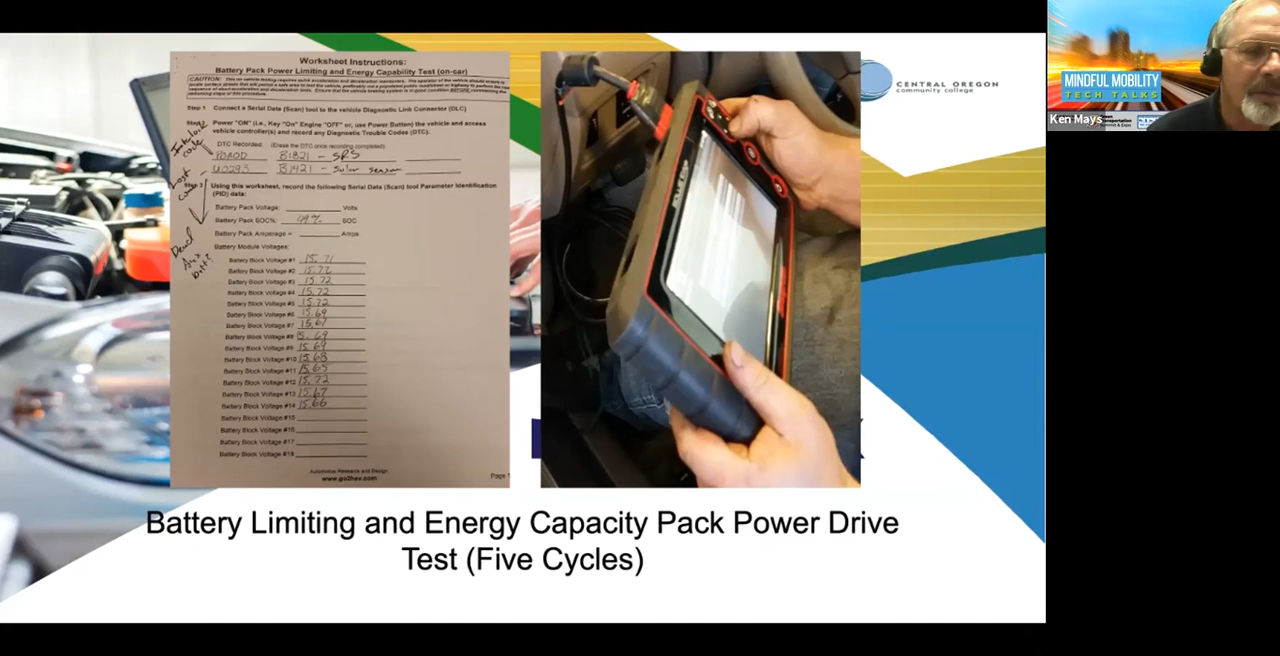 Worksheet Instructions:
Battery Pack Power Limiting and Energy Capability Test (on-car)
Step 1 Connect a Serial Data (Scan) tool to the vehicle Diagnostic Link Connector (DLC)
Power "ON" (i.e., Key "On" Engine "OFF" or, use Power Button) the vehicle and access
vehicle controller(s) and record any Diagnostic Trouble Codes (DTC).
DTC Recorded: (Erase the DTC once recording completed)
Interlock code
P0A0D B1821 - SRS
Lost
U0293 B1421 - Solar sensor
Using this worksheet, record the following Serial Data (Scan) tool Parameter Identification
(PID) data:
Battery Pack Voltage: Volts
Battery Pack SOC%: 49% SOC
Battery Pack Amperage = Amps
Dead Aux batt?
Battery Module Voltages:
Battery Block Voltage #1 15.71
Battery Block Voltage #2 15.72
Battery Block Voltage #3 15.72
Battery Block Voltage #4 15.72
Battery Block Voltage #5 15.72
Battery Block Voltage #6 15.69
Battery Block Voltage #7 15.67
Battery Block Voltage #8 15.69
Battery Block Voltage #9 15.69
Battery Block Voltage #10 15.68
Battery Block Voltage #11 15.65
Battery Block Voltage #12 15.72
Battery Block Voltage #13 15.67
Battery Block Voltage #14 15.66
Battery Block Voltage #15
Battery Block Voltage #16
Battery Block Voltage #17
Battery Block Voltage #18
Automotive Research and Design
www.go2hev.com
Page
CENTRAL OREGON
community college
MINDFUL MOBILITY
TECH TALKS
Ken Mays
Battery Limiting and Energy Capacity Pack Power Drive
Test (Five Cycles)